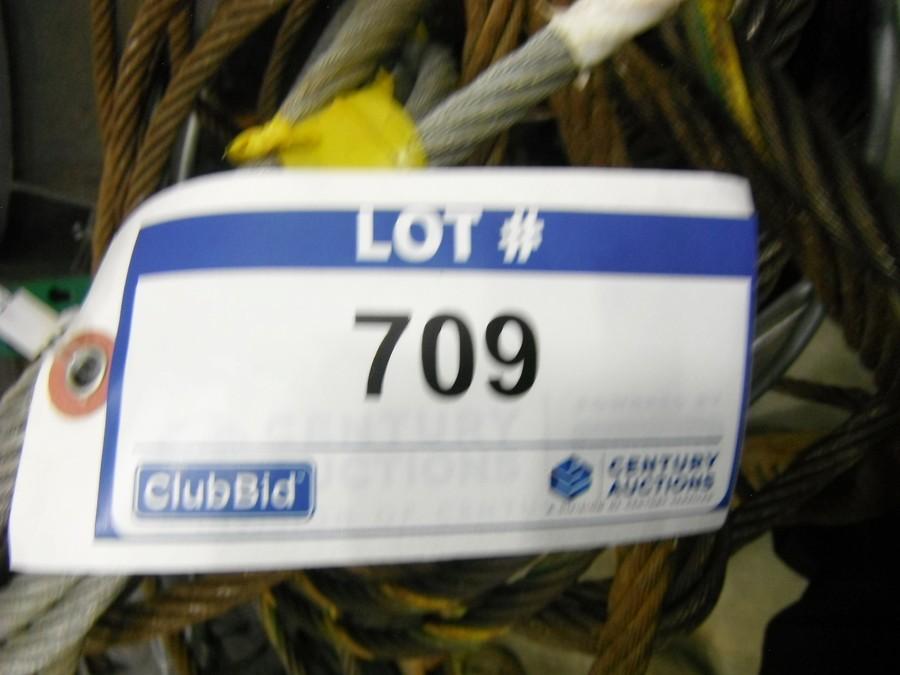 LOT #
709
ClubBid
CENTURY
AUCTIONS